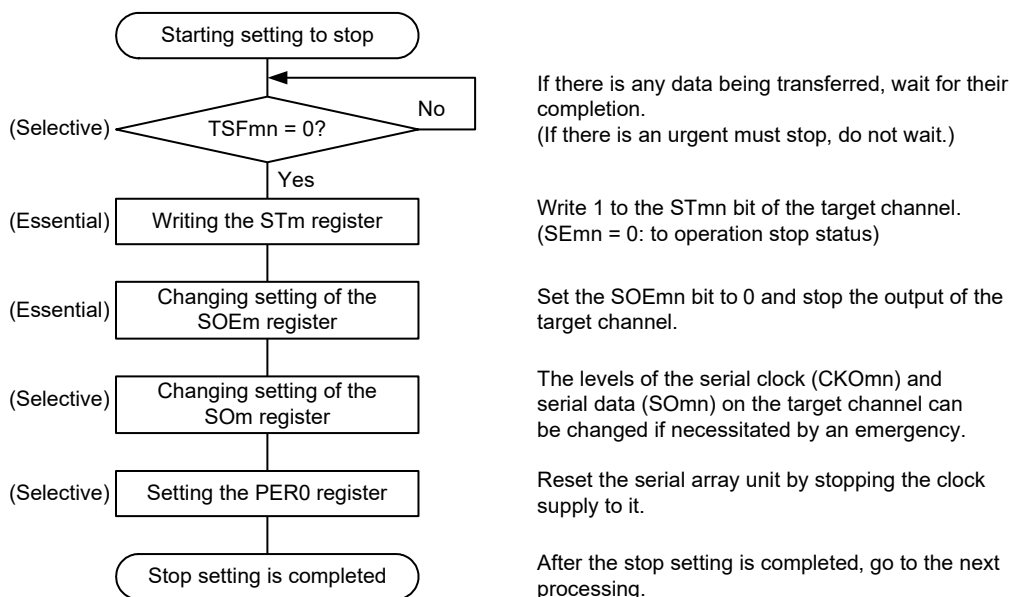 Starting setting to stop
If there is any data being transferred, wait for their
completion.
(If there is an urgent must stop, do not wait.)
(Selective)
TSFmn = 0?
No
Yes
(Essential)
Writing the STm register
Write 1 to the STmn bit of the target channel.
(SEmn = 0: to operation stop status)
(Essential)
Changing setting of the
SOEm register
Set the SOEmn bit to 0 and stop the output of the
target channel.
(Selective)
Changing setting of the
SOm register
The levels of the serial clock (CKOmn) and
serial data (SOmn) on the target channel can
be changed if necessitated by an emergency.
(Selective)
Setting the PER0 register
Reset the serial array unit by stopping the clock
supply to it.
Stop setting is completed
After the stop setting is completed, go to the next
processing.